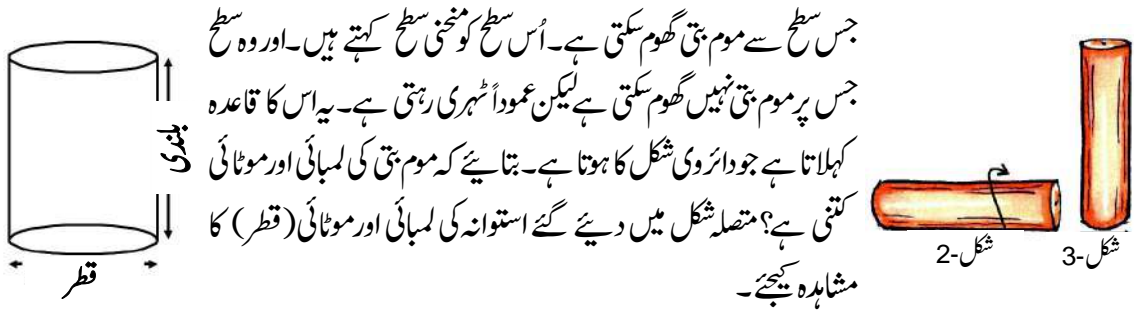 جس سطح سے موم بتی گھوم سکتی ہے۔ اُس سطح کو منحنی سطح کہتے ہیں۔ اور وہ سطح
جس پر موم بتی نہیں گھوم سکتی ہے لیکن عموداً ٹہری رہتی ہے۔ یہ اس کا قاعدہ
کہلاتا ہے جو دائروی شکل کا ہوتا ہے۔ بتایئے کہ موم بتی کی لمبائی اور موٹائی
کتنی ہے؟ متصلہ شکل میں دیئے گئے استوانہ کی لمبائی اور موٹائی (قطر) کا
مشاہدہ کیجئے۔
شکل-3
شکل-2
بلندی
قطر